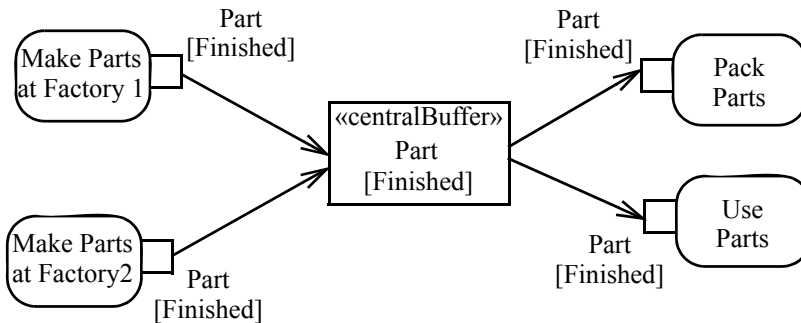 Make Parts
at Factory 1
Part
[Finished]
Part
[Finished]
Pack
Parts
«centralBuffer»
Part
[Finished]
Make Parts
at Factory2
Part
[Finished]
Part
[Finished]
Use
Parts